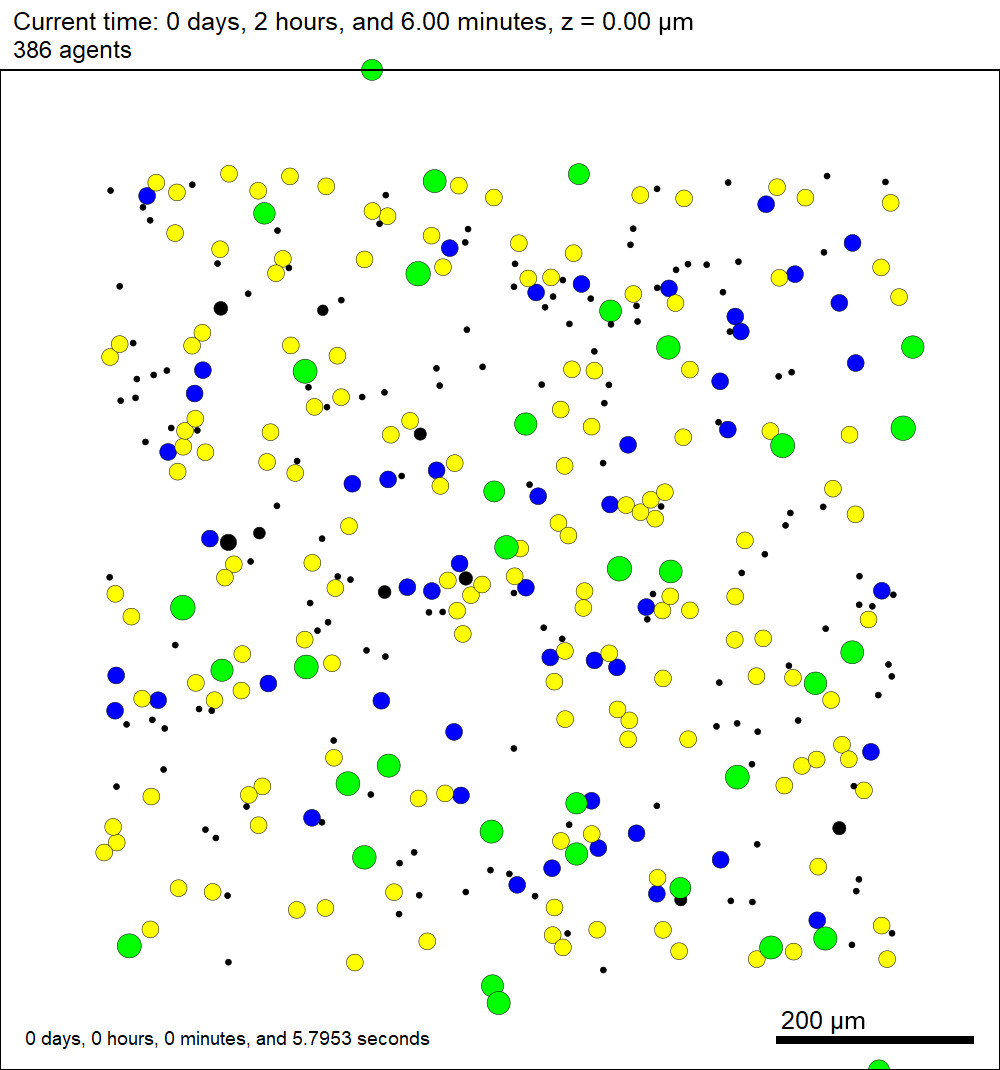 Current time: 0 days, 2 hours, and 6.00 minutes, z = 0.00 µm
386 agents
200 µm
0 days, 0 hours, 0 minutes, and 5.7953 seconds